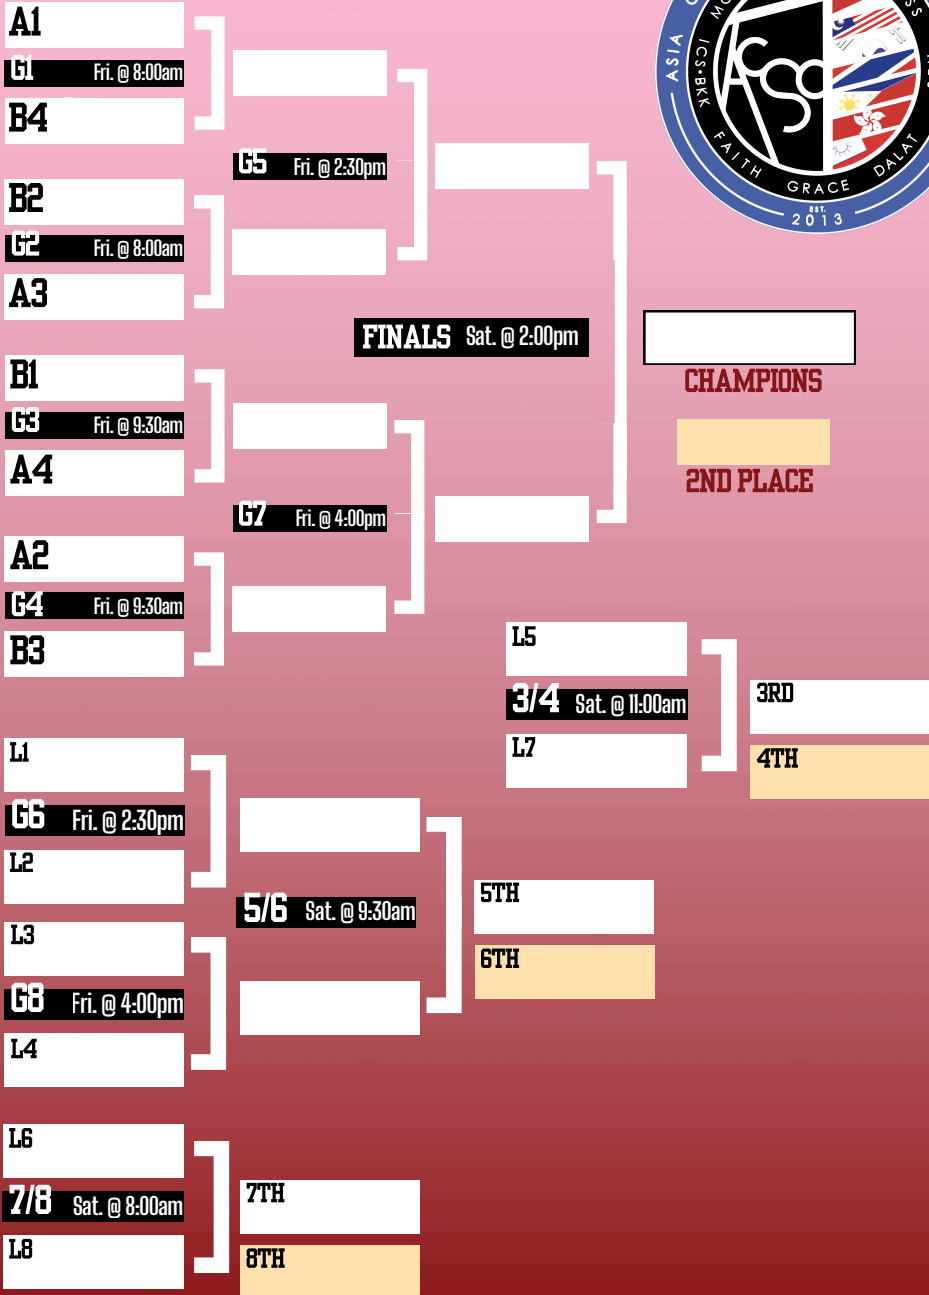 A1
G1 Fri. @ 8:00am
B4
B2
G2 Fri. @ 8:00am
A3
B1
G3 Fri. @ 9:30am
A4
A2
G4 Fri. @ 9:30am
B3
G5 Fri. @ 2:30pm
G7 Fri. @ 4:00pm
FINALS Sat. @ 2:00pm
CHAMPIONS
2ND PLACE
L5
3/4 Sat. @ 11:00am
L7
3RD
4TH
L1
G6 Fri. @ 2:30pm
L2
L3
G8 Fri. @ 4:00pm
L4
5/6 Sat. @ 9:30am
5TH
6TH
L6
7/8 Sat. @ 8:00am
L8
7TH
8TH
ASIA
ACSC
ICS•BKK
FAITH GRACE DALAT
EST.
2013